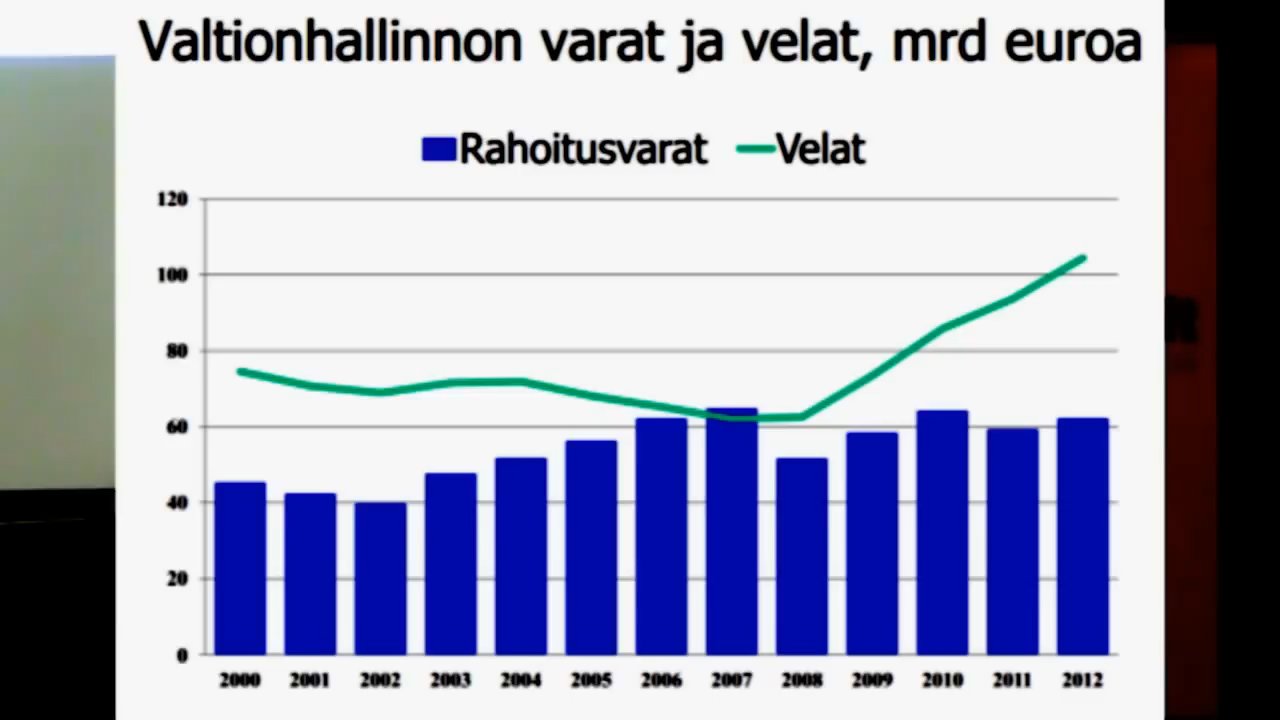 Valtionhallinnon varat ja velat, mrd euroa
Rahoitusvarat Velat
120
100
80
60
40
20
0
2000 2001 2002 2003 2004 2005 2006 2007 2008 2009 2010 2011 2012